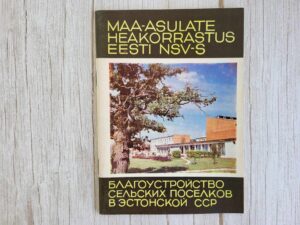 MAA-ASULATE
HEAKORRASTUS
EESTI NSV-S
БЛАГОУСТРОЙСТВО
СЕЛЬСКИХ ПОСЕЛКОВ
В ЭСТОНСКОЙ ССР